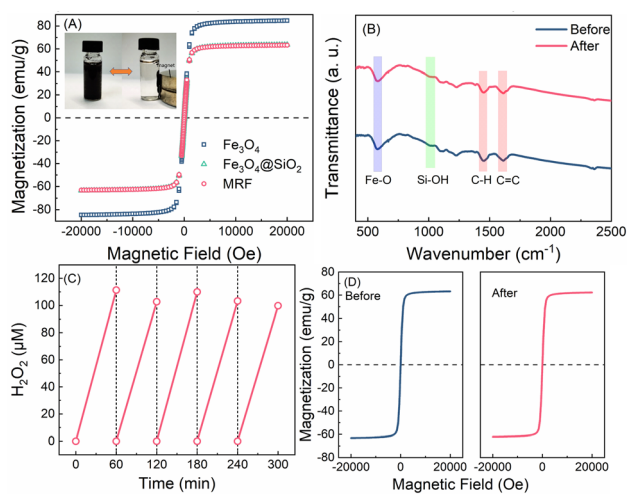 (A)
Magnetization (emu/g)
80
60
40
20
0
-20
-40
-60
-80
-20000 -10000 0 10000 20000
Magnetic Field (Oe)
magnet
Fe₃O₄
Fe₃O₄@SiO₂
MRF
(B)
Transmittance (a. u.)
Before
After
Fe-O Si-OH C-H C=C
500 1000 1500 2000 2500
Wavenumber (cm⁻¹)
(C)
H₂O₂ (μM)
120
100
80
60
40
20
0
0 60 120 180 240 300
Time (min)
(D)
Before
After
Magnetization (emu/g)
80
60
40
20
0
-20
-40
-60
-80
-20000 0 20000 -20000 0 20000
Magnetic Field (Oe)